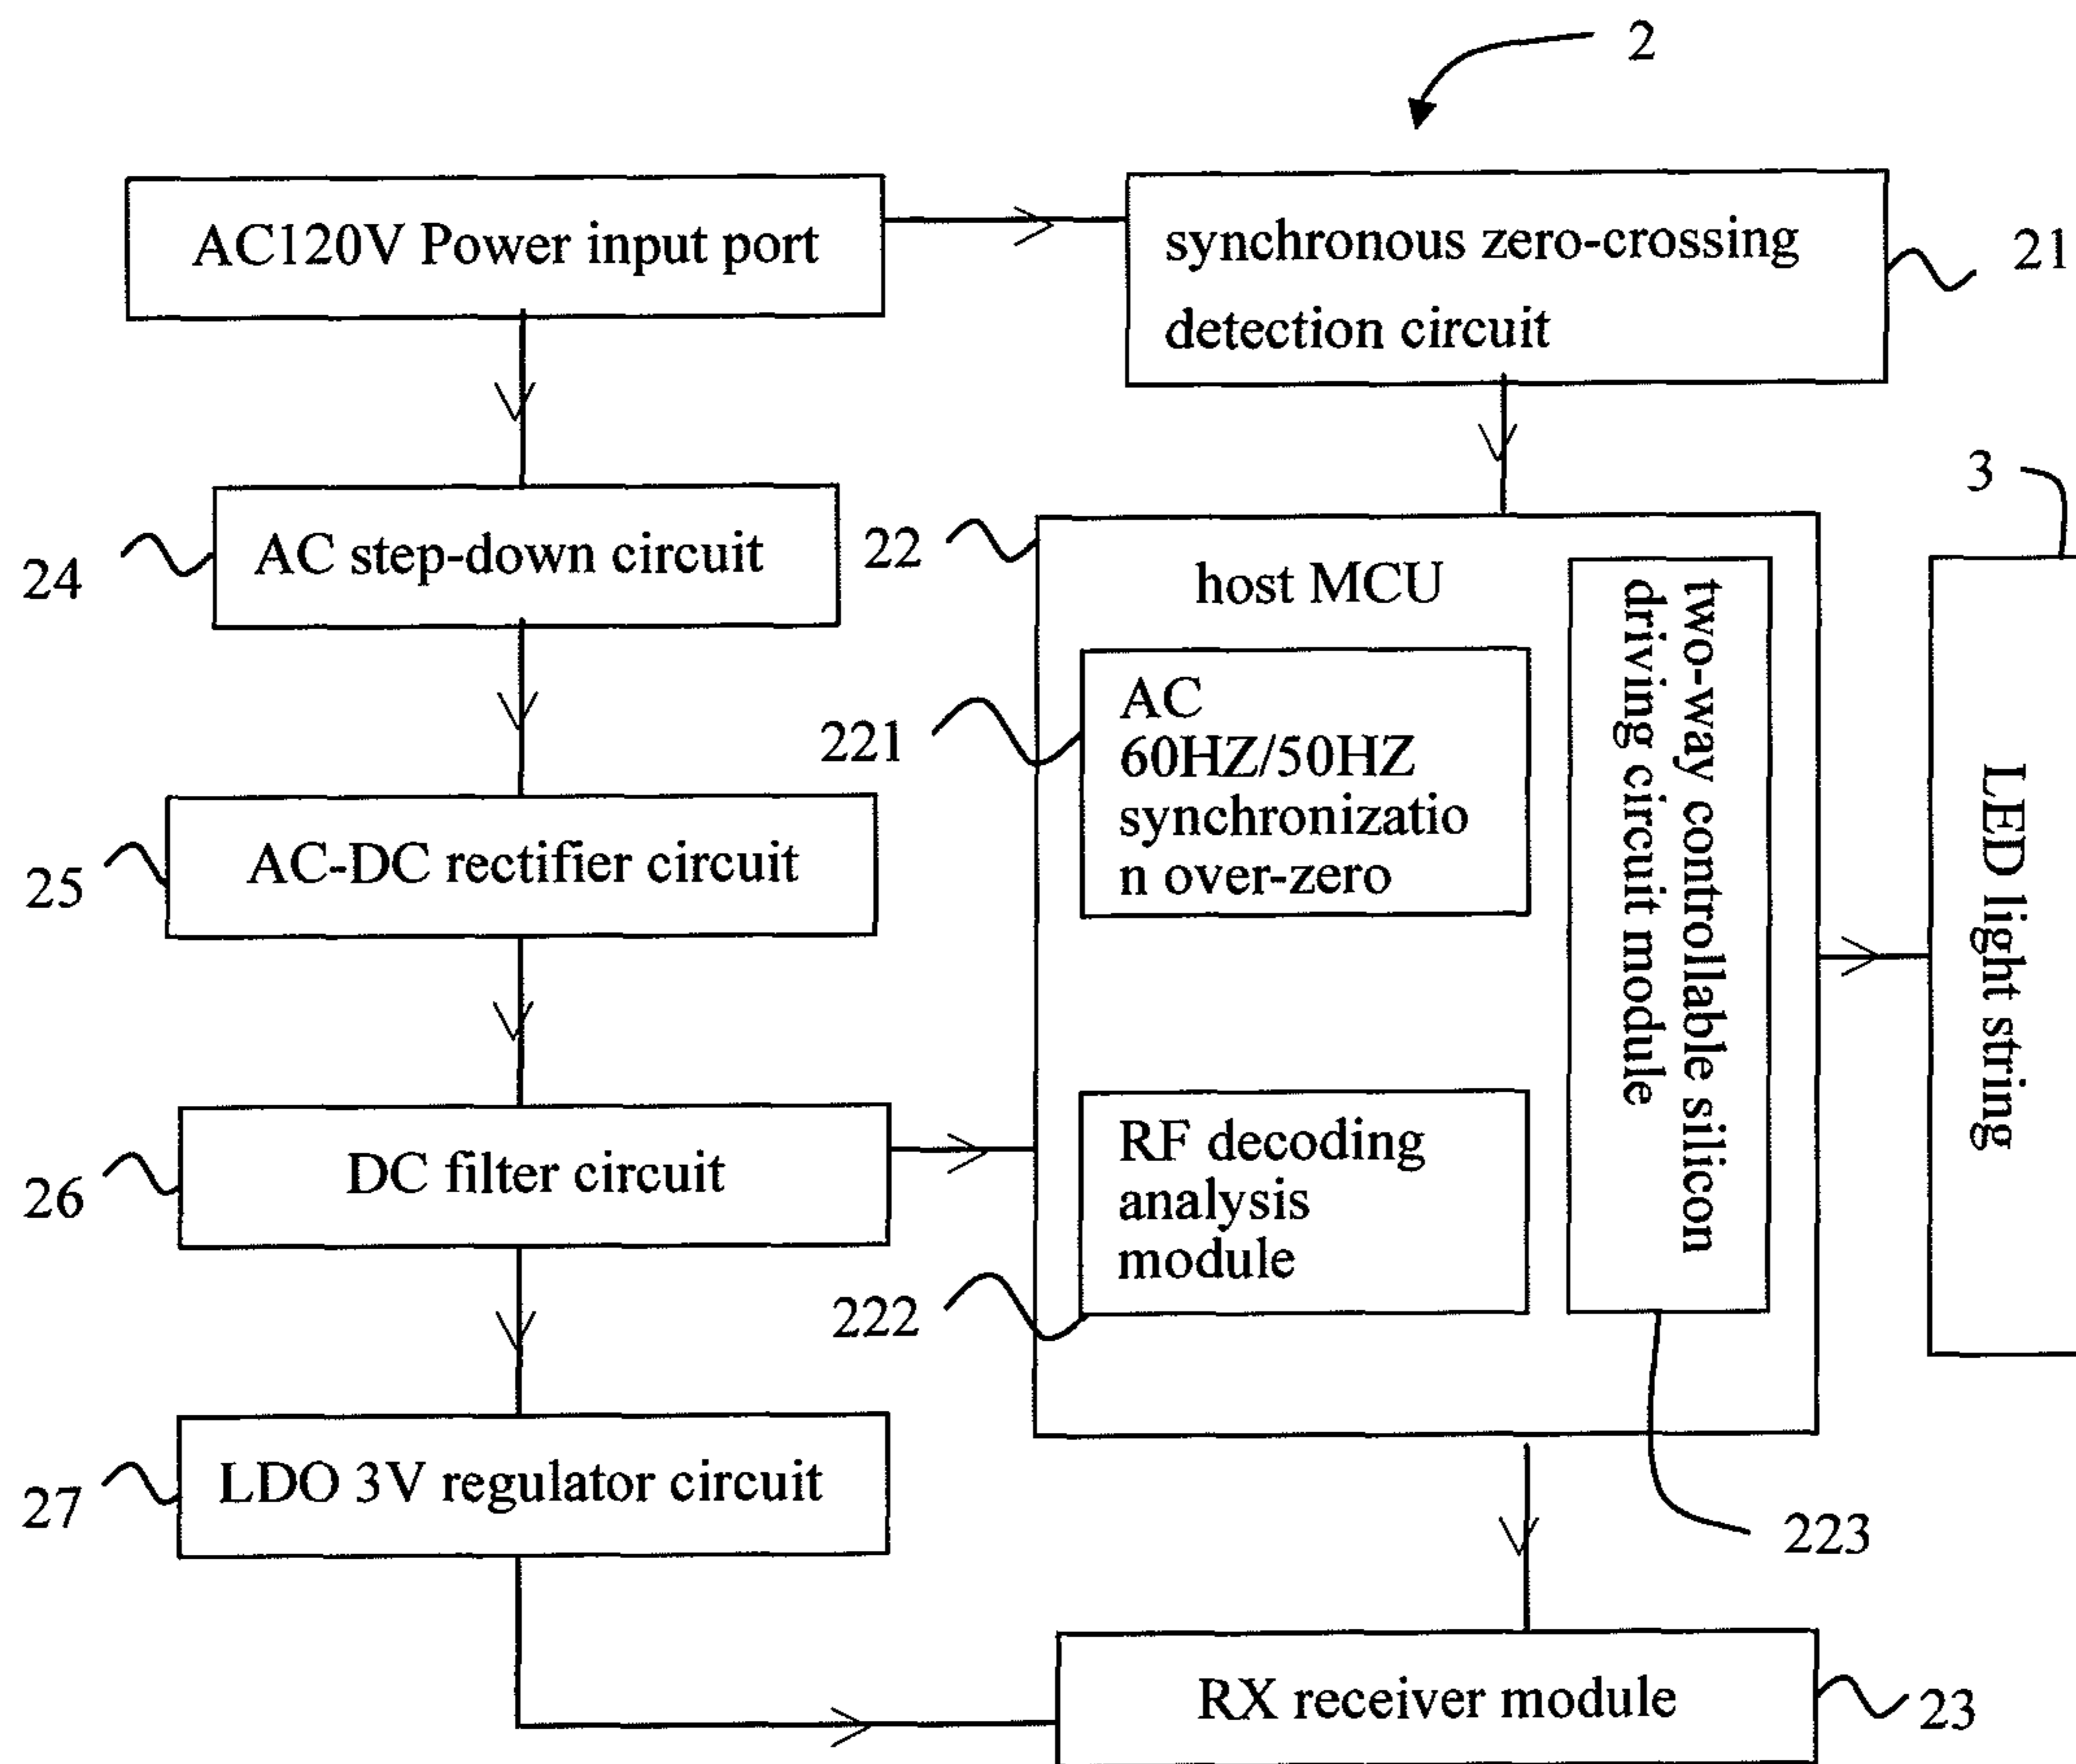 2
AC120V Power input port
synchronous zero-crossing
detection circuit
21
3
24
AC step-down circuit
22
host MCU
two-way controllable silicon
driving circuit module
221
AC
60HZ/50HZ
synchronizatio
n over-zero
LED light string
25
AC-DC rectifier circuit
26
DC filter circuit
RF decoding
analysis
module
222
27
LDO 3V regulator circuit
223
RX receiver module
23